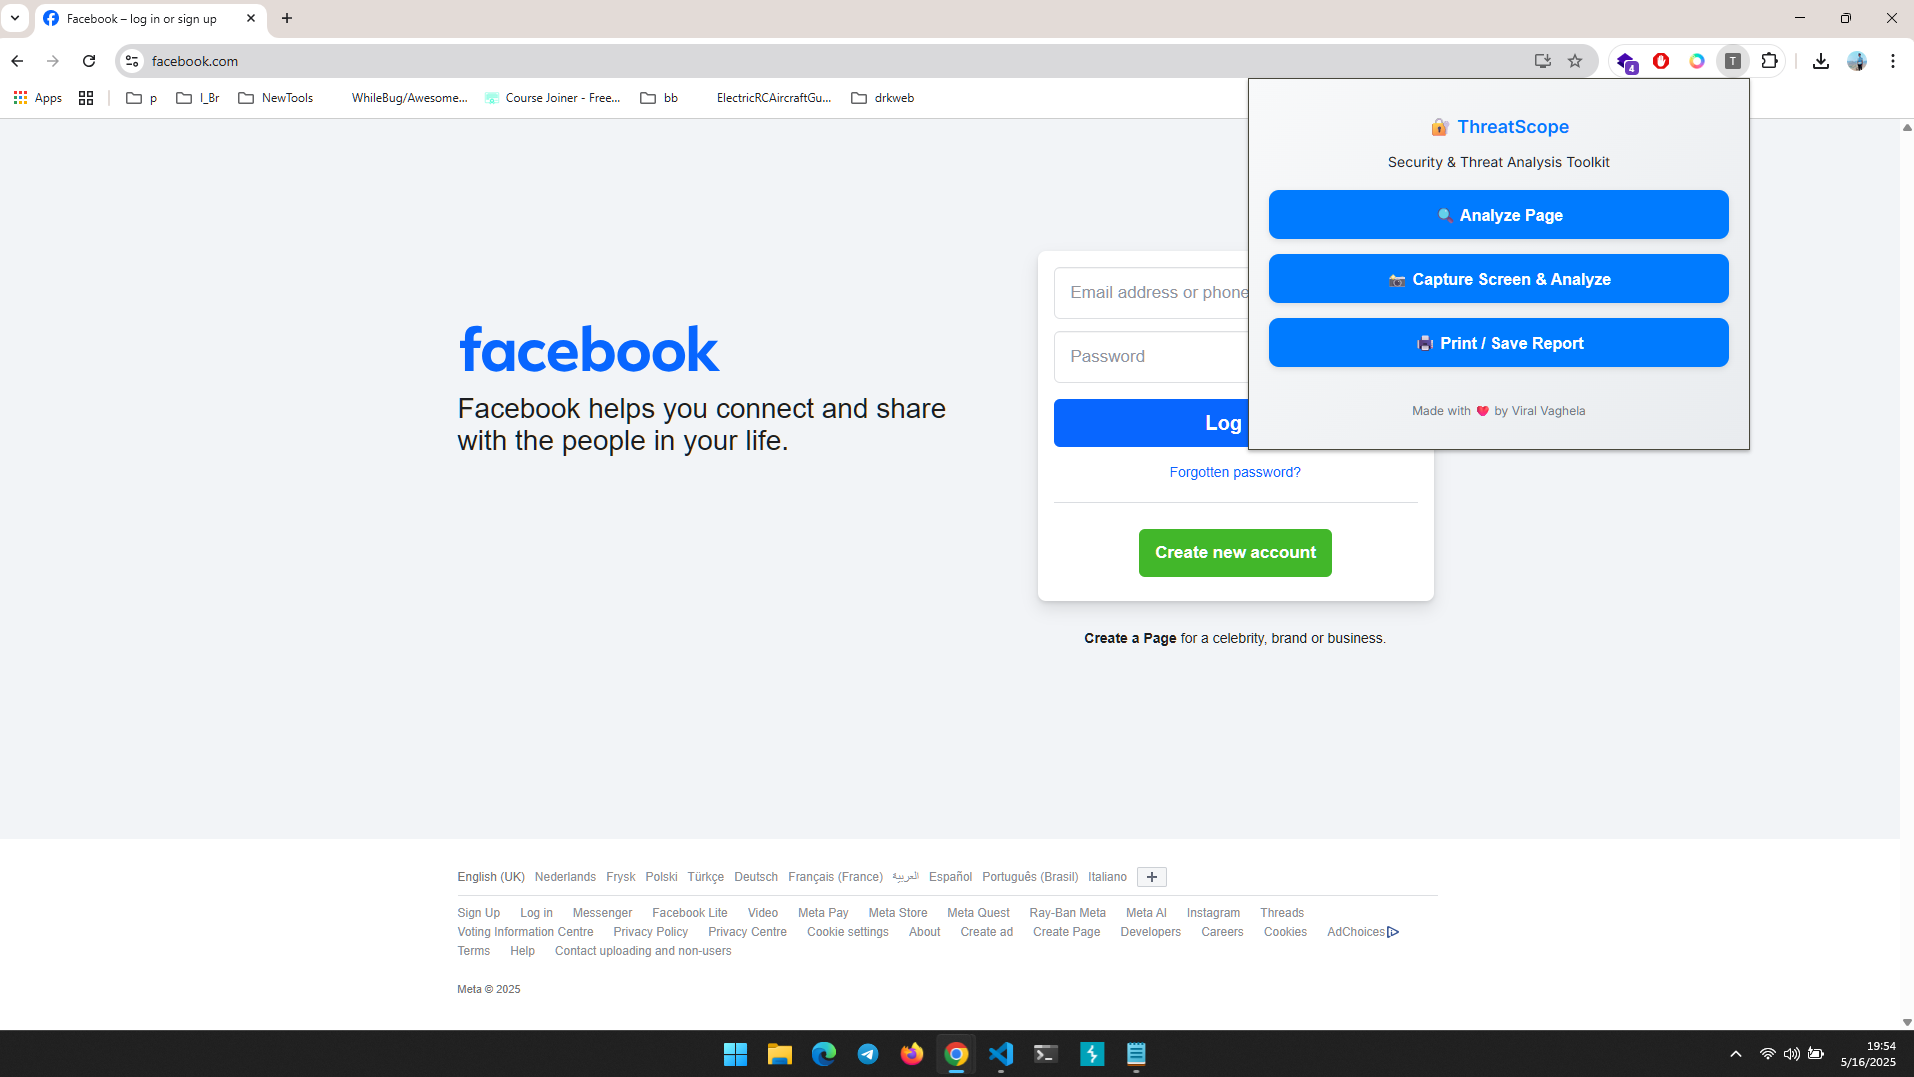 Facebook – log in or sign up
facebook.com
4
T
Apps
p
I_Br
NewTools
WhileBug/Awesome...
Course Joiner - Free...
bb
ElectricRCAircraftGu...
drkweb
ThreatScope
Security & Threat Analysis Toolkit
Analyze Page
Capture Screen & Analyze
Print / Save Report
Made with ❤️ by Viral Vaghela
facebook
Facebook helps you connect and share
with the people in your life.
Email address or phone
Password
Log
Forgotten password?
Create new account
Create a Page for a celebrity, brand or business.
English (UK) Nederlands Frysk Polski Türkçe Deutsch Français (France) العربية Español Português (Brasil) Italiano
Sign Up Log in Messenger Facebook Lite Video Meta Pay Meta Store Meta Quest Ray-Ban Meta Meta AI Instagram Threads
Voting Information Centre Privacy Policy Privacy Centre Cookie settings About Create ad Create Page Developers Careers Cookies AdChoices
Terms Help Contact uploading and non-users
Meta © 2025
19:54
5/16/2025